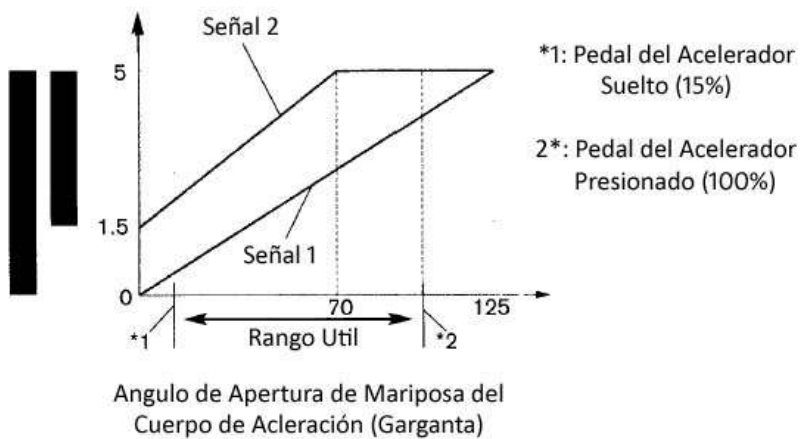 Señal 2
5
1.5
Señal 1
0
70
125
*1
Rango Util
*2
Angulo de Apertura de Mariposa del
Cuerpo de Acleración (Garganta)
*1: Pedal del Acelerador
Suelto (15%)
2*: Pedal del Acelerador
Presionado (100%)